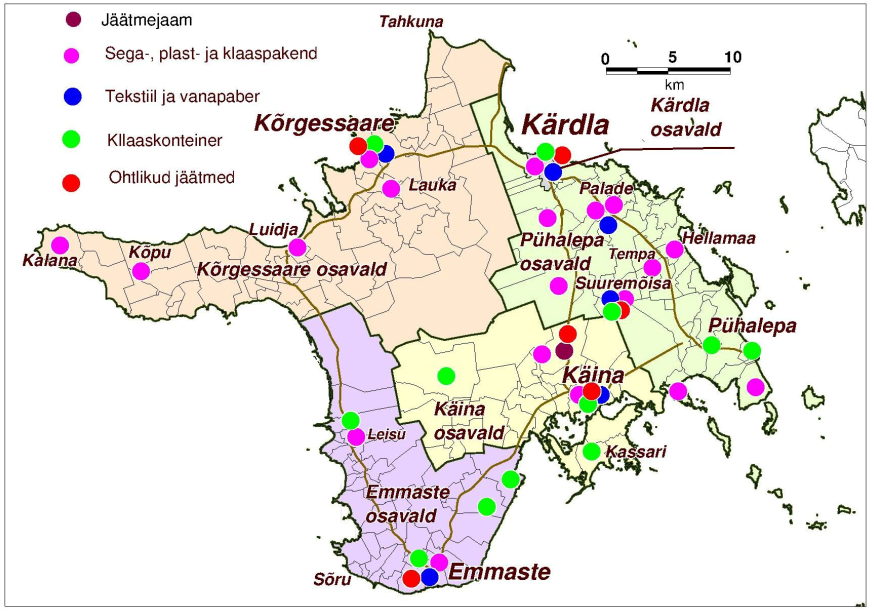 Tahkuna
Jäätmejaam
Sega-, plast- ja klaaspakend
Tekstiil ja vanapaber
Kllaaskonteiner
Ohtlikud jäätmed
0 5 10
km
Kärdla
osavald
Kõrgessaare
Kärdla
Lauka
Palade
Luidja
Hellamaa
Kalana
Kõpu
Kõrgessaare osavald
Pühalepa
osavald
Tempa
Suuremõisa
Pühalepa
Käina
Käina
osavald
Leisu
Kassari
Emmaste
osavald
Sõru
Emmaste